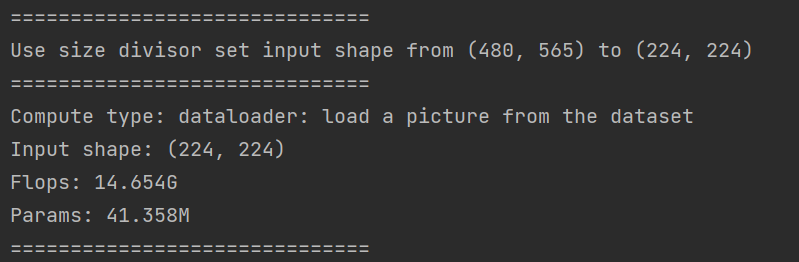 ==============================
Use size divisor set input shape from (480, 565) to (224, 224)
==============================
Compute type: dataloader: load a picture from the dataset
Input shape: (224, 224)
Flops: 14.654G
Params: 41.358M
==============================